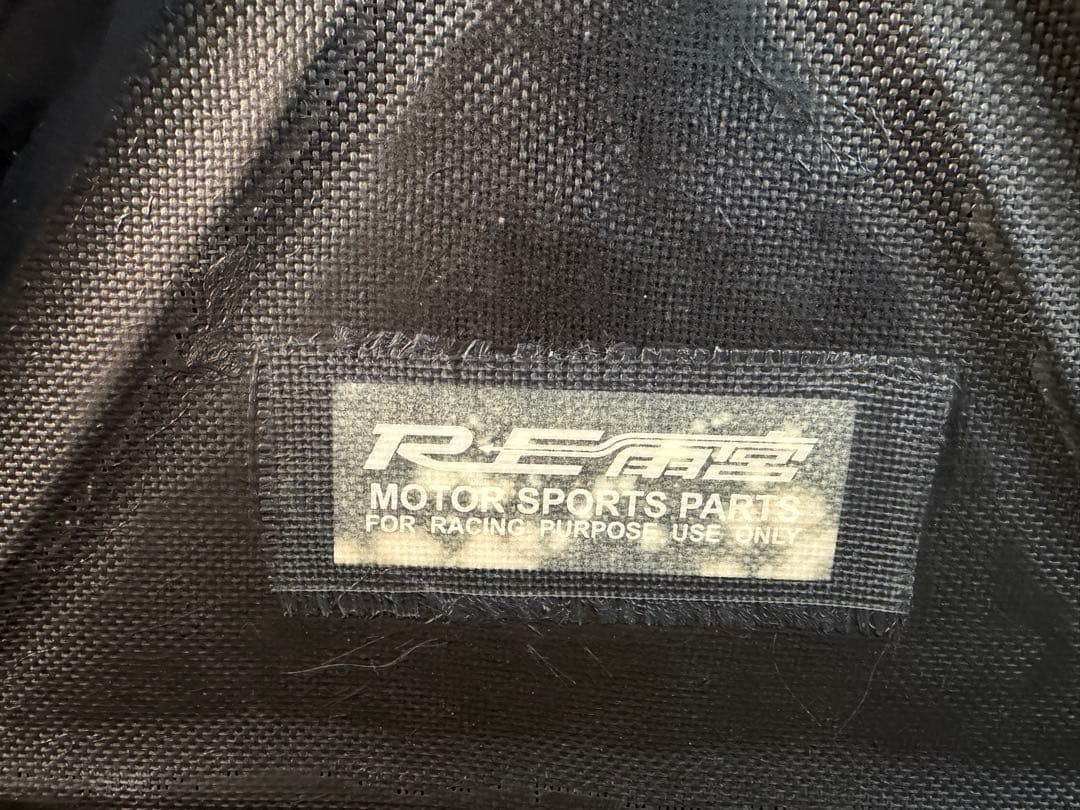 RE雨宮
MOTOR SPORTS PARTS
FOR RACING PURPOSE USE ONLY